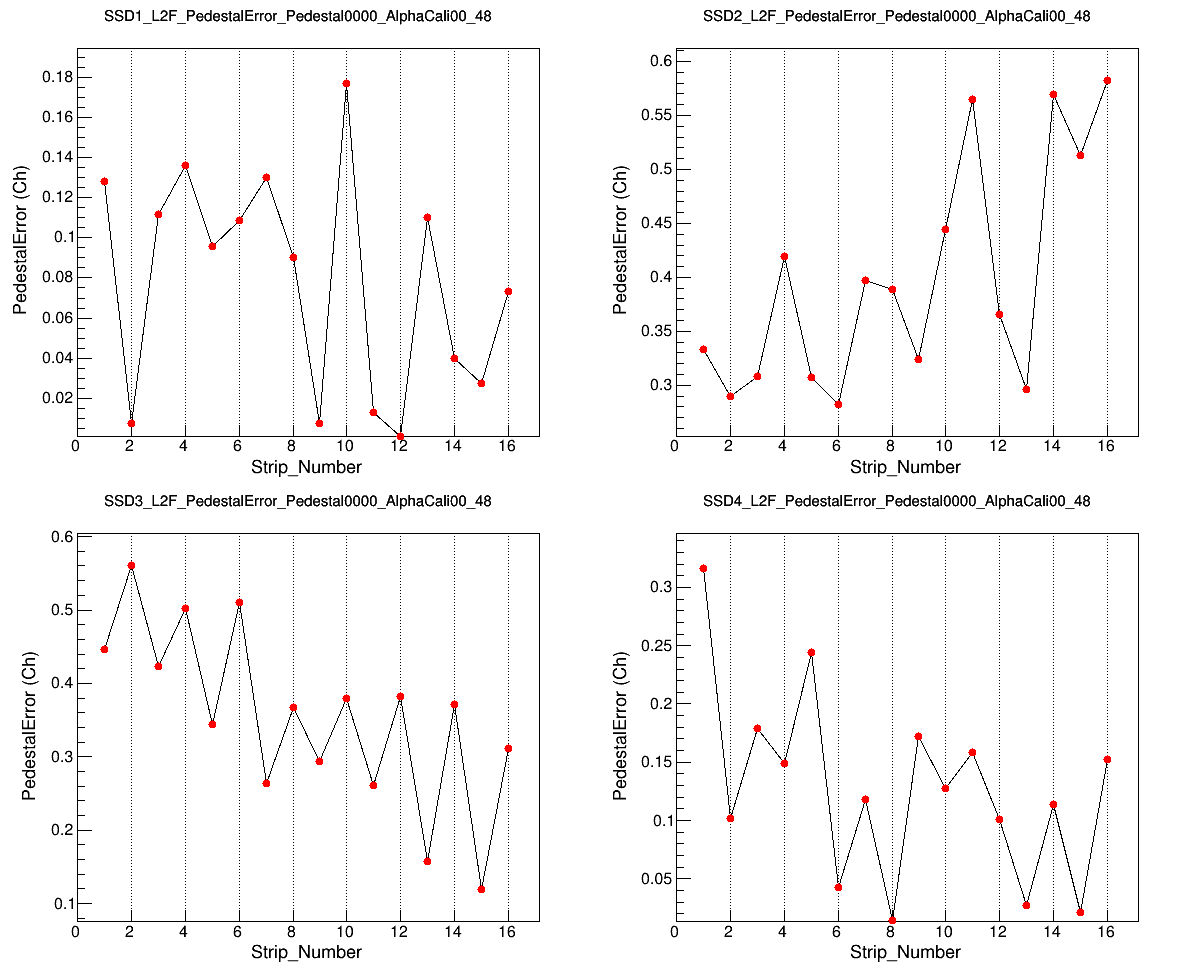 SSD1_L2F_PedestalError_Pedestal0000_AlphaCali00_48
PedestalError (Ch)
0.18
0.16
0.14
0.12
0.1
0.08
0.06
0.04
0.02
0 2 4 6 8 10 12 14 16
Strip_Number
SSD2_L2F_PedestalError_Pedestal0000_AlphaCali00_48
PedestalError (Ch)
0.6
0.55
0.5
0.45
0.4
0.35
0.3
0 2 4 6 8 10 12 14 16
Strip_Number
SSD3_L2F_PedestalError_Pedestal0000_AlphaCali00_48
PedestalError (Ch)
0.6
0.5
0.4
0.3
0.2
0.1
0 2 4 6 8 10 12 14 16
Strip_Number
SSD4_L2F_PedestalError_Pedestal0000_AlphaCali00_48
PedestalError (Ch)
0.3
0.25
0.2
0.15
0.1
0.05
0 2 4 6 8 10 12 14 16
Strip_Number